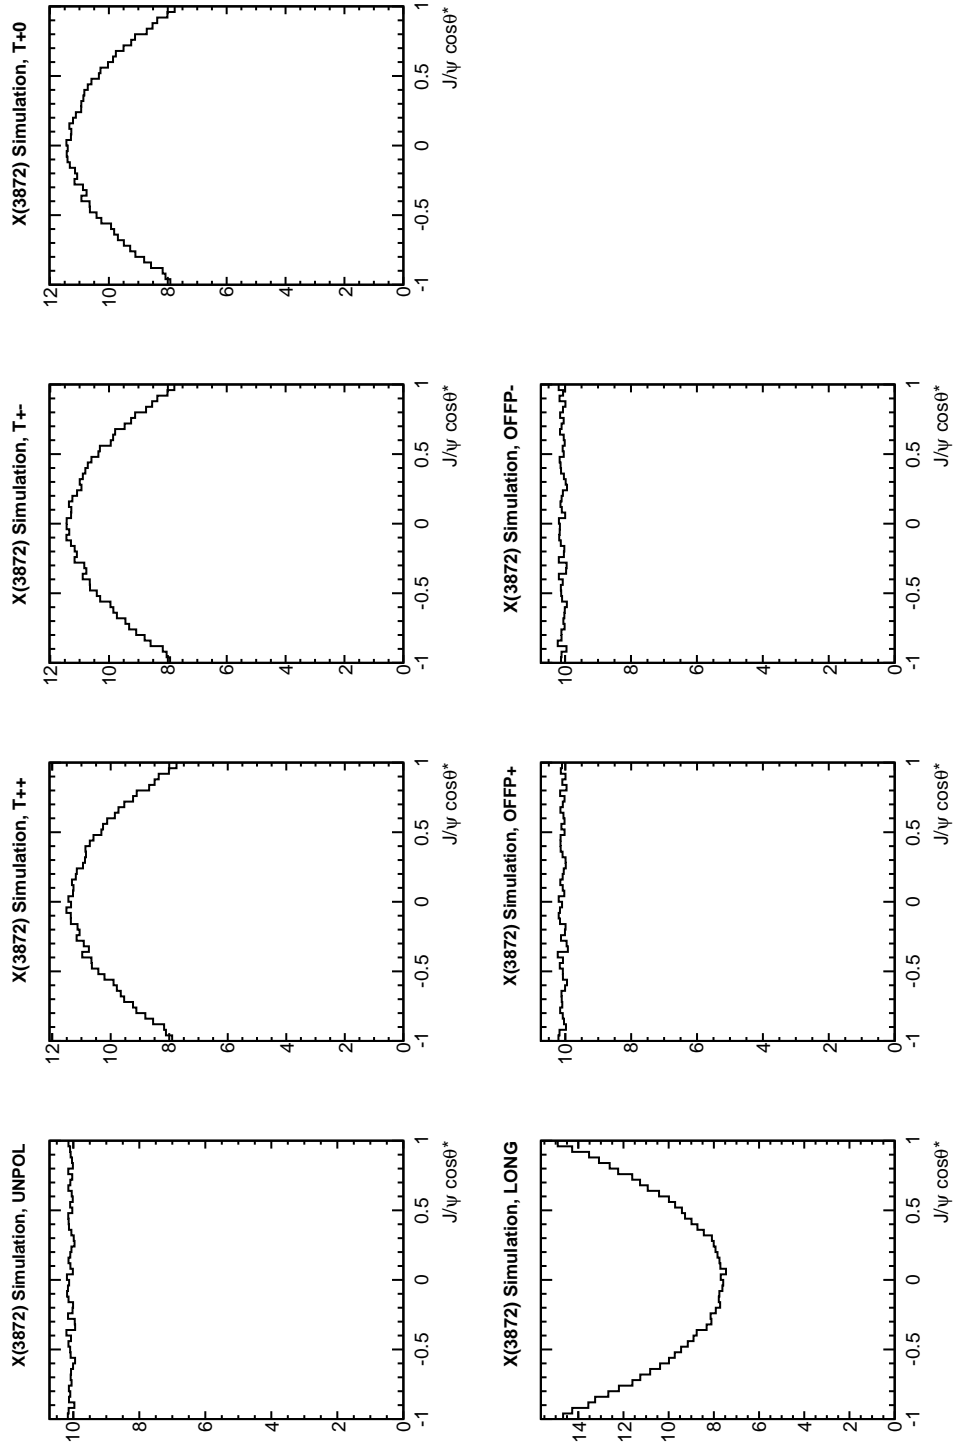 X(3872) Simulation, UNPOL
10
8
6
4
2
0
-1 -0.5 0 0.5 1
J/ψ cosθ*
X(3872) Simulation, T++
12
10
8
6
4
2
0
-1 -0.5 0 0.5 1
J/ψ cosθ*
X(3872) Simulation, T+-
12
10
8
6
4
2
0
-1 -0.5 0 0.5 1
J/ψ cosθ*
X(3872) Simulation, T+0
12
10
8
6
4
2
0
-1 -0.5 0 0.5 1
J/ψ cosθ*
X(3872) Simulation, LONG
14
12
10
8
6
4
2
0
-1 -0.5 0 0.5 1
J/ψ cosθ*
X(3872) Simulation, OFFP+
10
8
6
4
2
0
-1 -0.5 0 0.5 1
J/ψ cosθ*
X(3872) Simulation, OFFP-
10
8
6
4
2
0
-1 -0.5 0 0.5 1
J/ψ cosθ*